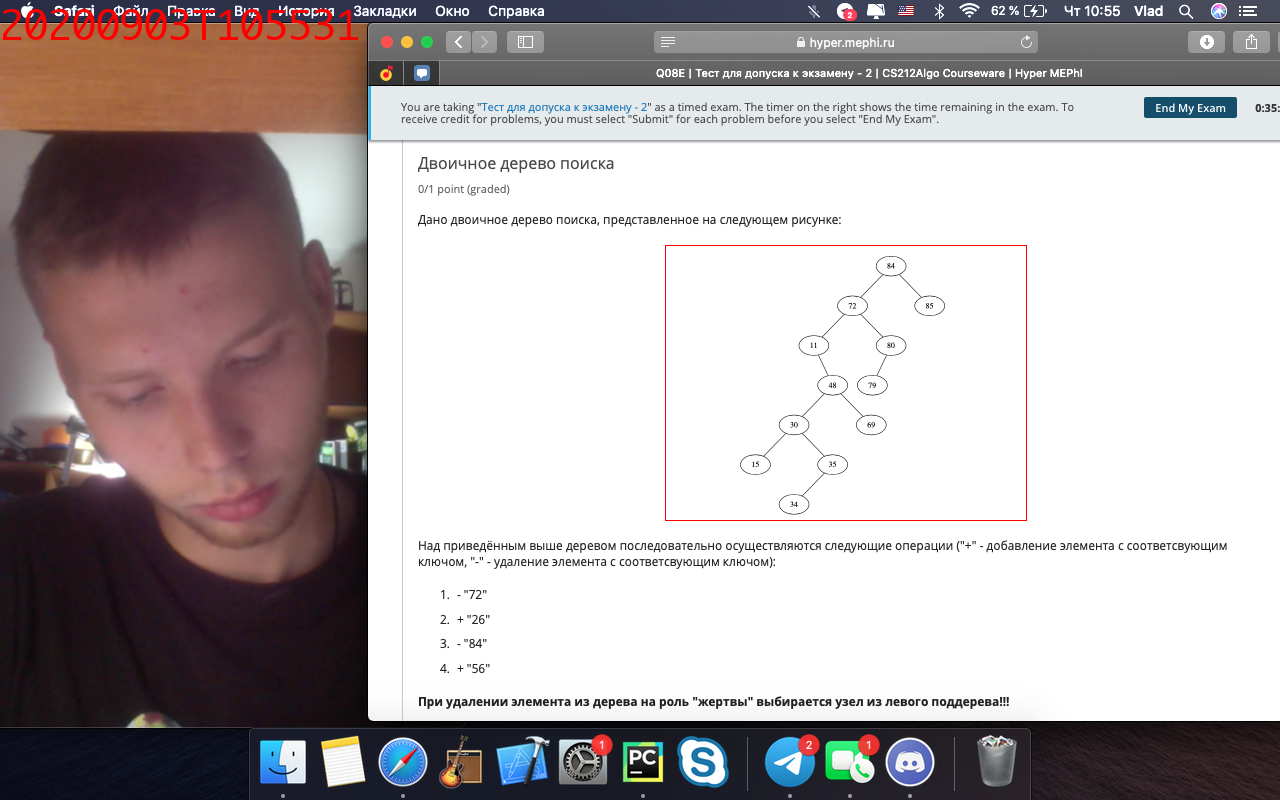 20200903T105531
Safari Файл Правка Вид История Закладки Окно Справка 2 62 % Чт 10:55 Vlad
hyper.mephi.ru
Q08E | Тест для допуска к экзамену - 2 | CS212Algo Courseware | Hyper MEPhI
You are taking "Тест для допуска к экзамену - 2" as a timed exam. The timer on the right shows the time remaining in the exam. To
receive credit for problems, you must select "Submit" for each problem before you select "End My Exam".
End My Exam
0:35:
Двоичное дерево поиска
0/1 point (graded)
Дано двоичное дерево поиска, представленное на следующем рисунке:
84
72 85
11 80
48 79
30 69
15 35
34
Над приведённым выше деревом последовательно осуществляются следующие операции ("+" - добавление элемента с соответсвующим
ключом, "-" - удаление элемента с соответсвующим ключом):
1. - "72"
2. + "26"
3. - "84"
4. + "56"
При удалении элемента из дерева на роль "жертвы" выбирается узел из левого поддерева!!!
1 PC 2 1